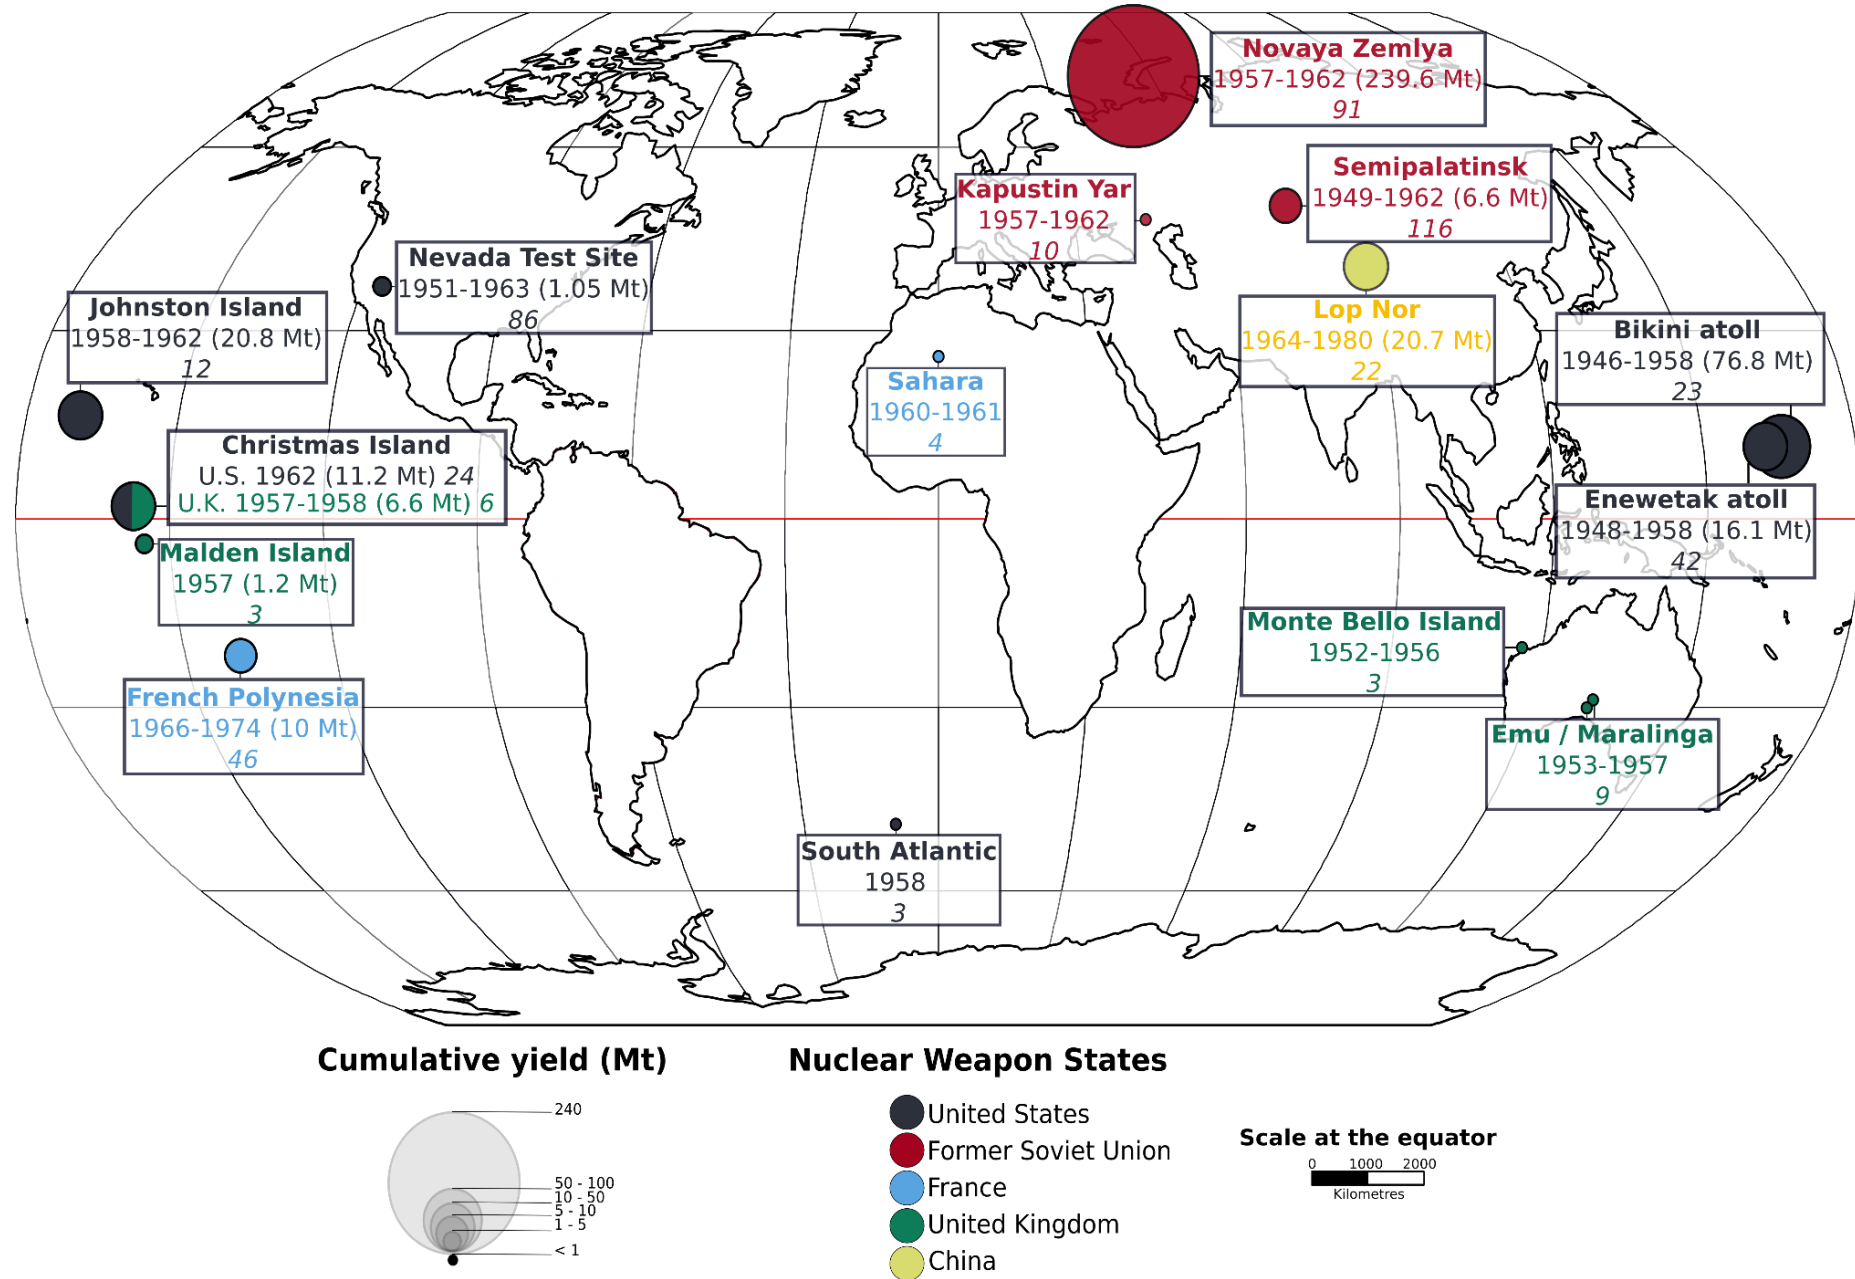 Novaya Zemlya
1957-1962 (239.6 Mt)
91
Semipalatinsk
1949-1962 (6.6 Mt)
116
Kapustin Yar
1957-1962
10
Nevada Test Site
1951-1963 (1.05 Mt)
86
Johnston Island
1958-1962 (20.8 Mt)
12
Lop Nor
1964-1980 (20.7 Mt)
22
Bikini atoll
1946-1958 (76.8 Mt)
23
Sahara
1960-1961
4
Christmas Island
U.S. 1962 (11.2 Mt) 24
U.K. 1957-1958 (6.6 Mt) 6
Enewetak atoll
1948-1958 (16.1 Mt)
42
Malden Island
1957 (1.2 Mt)
3
Monte Bello Island
1952-1956
3
French Polynesia
1966-1974 (10 Mt)
46
Emu / Maralinga
1953-1957
9
South Atlantic
1958
3
Cumulative yield (Mt)
240
50 - 100
10 - 50
5 - 10
1 - 5
< 1
Nuclear Weapon States
United States
Former Soviet Union
France
United Kingdom
China
Scale at the equator
0 1000 2000
Kilometres